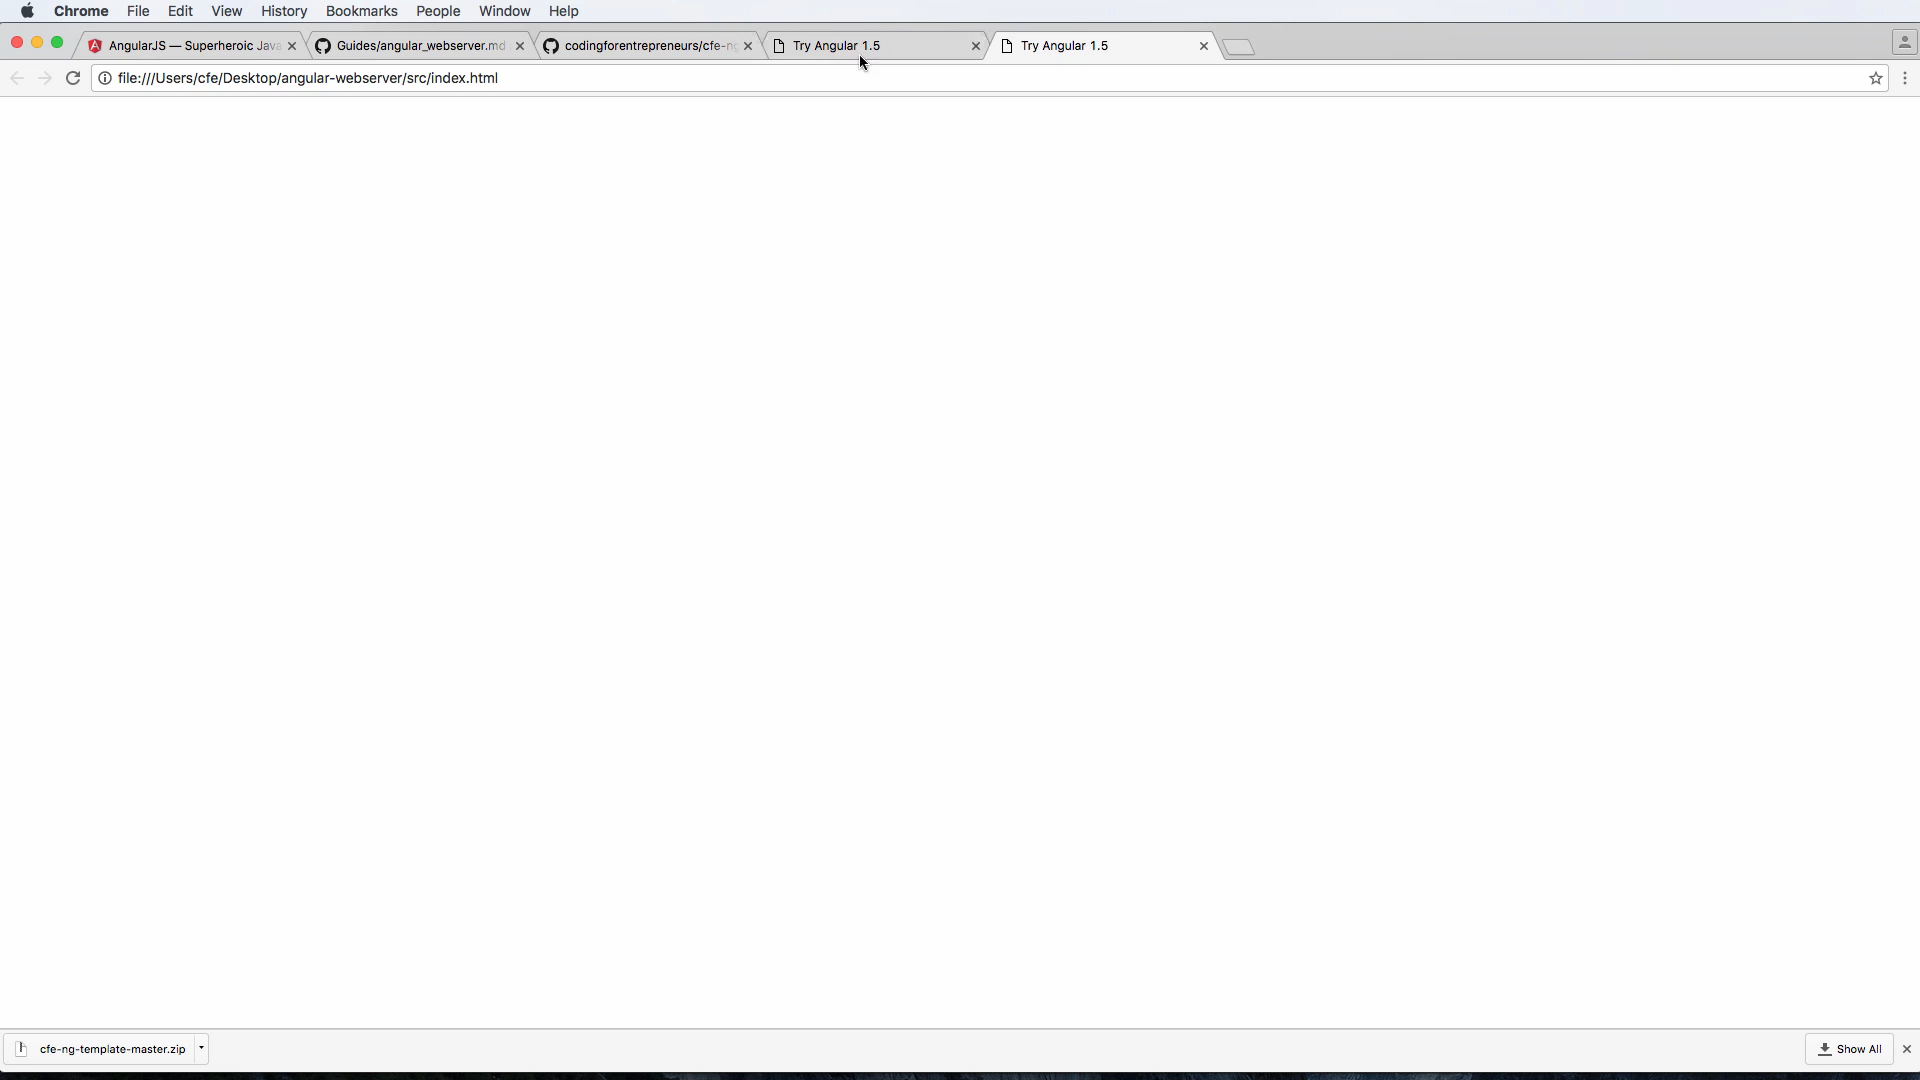 Chrome File Edit View History Bookmarks People Window Help
AngularJS — Superheroic Java Guides/angular_webserver.md codingforentrepreneurs/cfe-ng Try Angular 1.5 Try Angular 1.5
file:///Users/cfe/Desktop/angular-webserver/src/index.html
cfe-ng-template-master.zip Show All